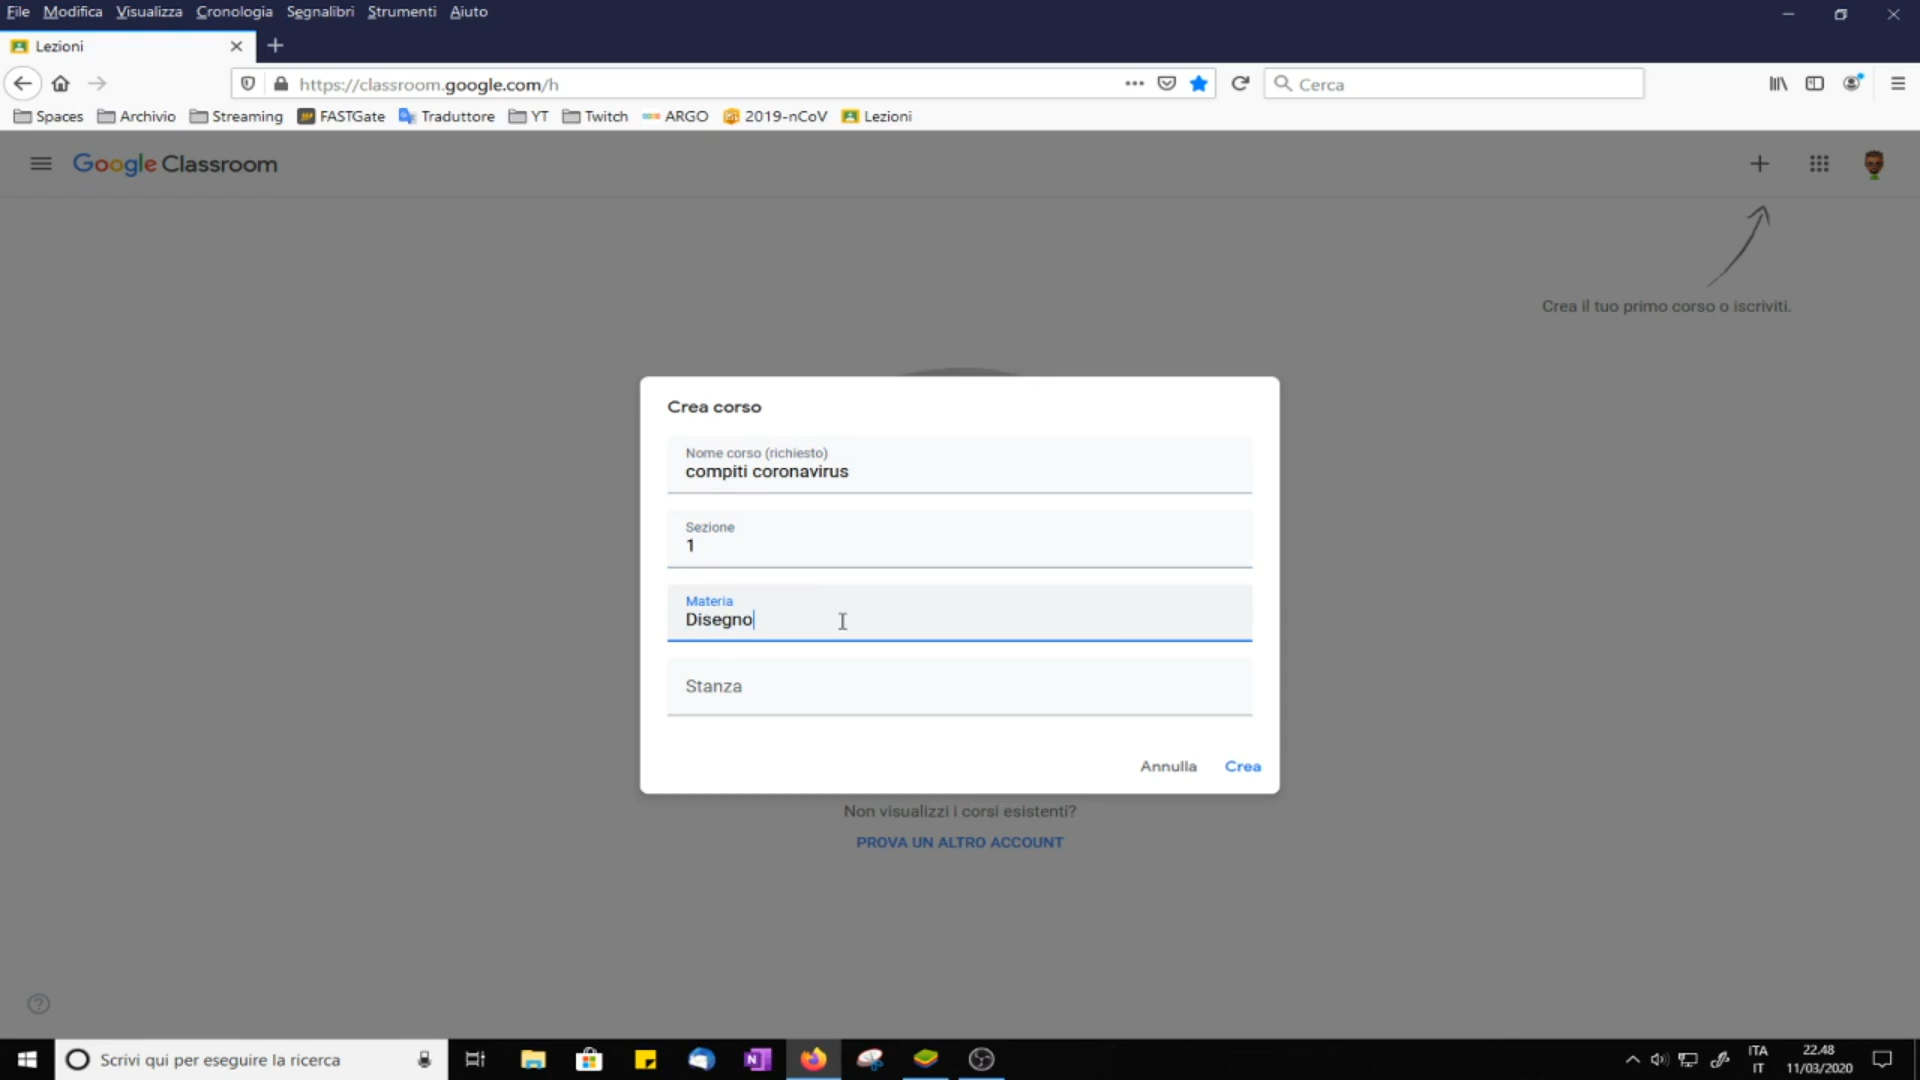 File Modifica Visualizza Cronologia Segnalibri Strumenti Aiuto
Lezioni
https://classroom.google.com/h
Cerca
Spaces Archivio Streaming FASTGate Traduttore YT Twitch ARGO 2019-nCoV Lezioni
Google Classroom
Crea il tuo primo corso o iscriviti.
Crea corso
Nome corso (richiesto)
compiti coronavirus
Sezione
1
Materia
Disegno
Stanza
Annulla Crea
Non visualizzi i corsi esistenti?
PROVA UN ALTRO ACCOUNT
Scrivi qui per eseguire la ricerca
ITA
IT
22.48
11/03/2020